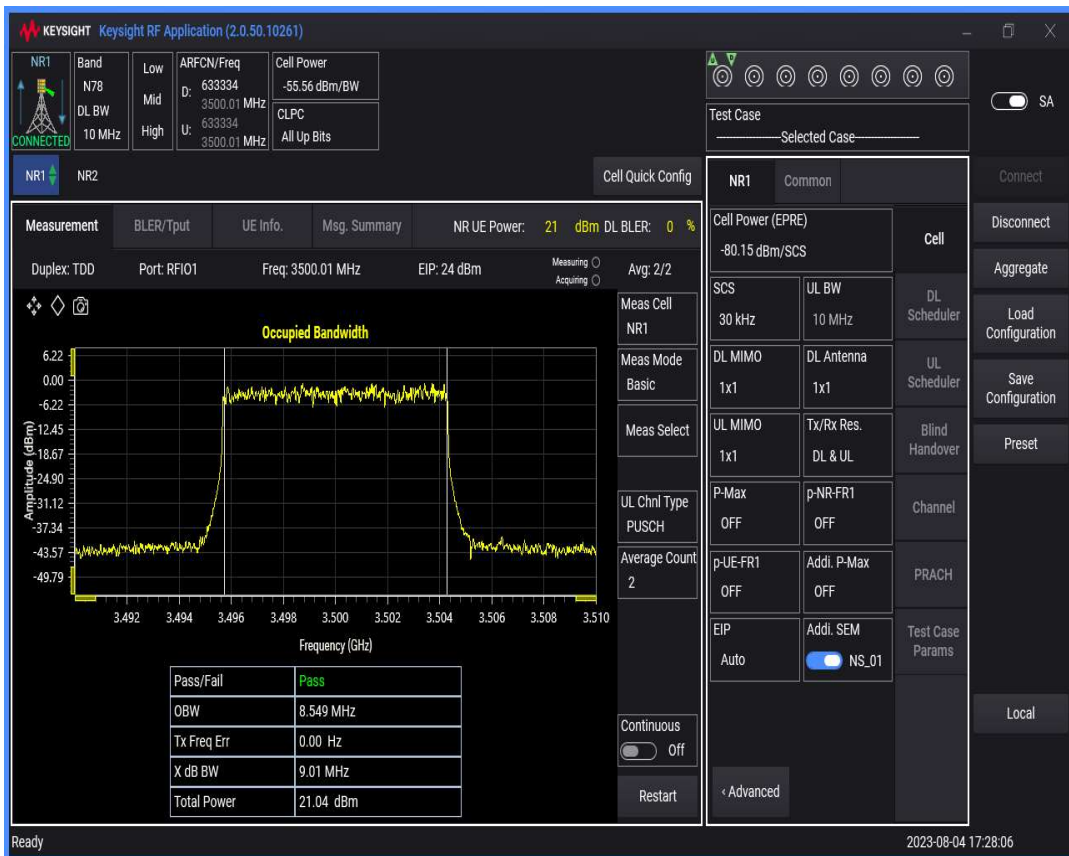 KEYSIGHT Keysight RF Application (2.0.50.10261)
NR1
CONNECTED
Band
N78
DL BW
10 MHz
Low
Mid
High
ARFCN/Freq
D: 633334
3500.01 MHz
U: 633334
3500.01 MHz
Cell Power
-55.56 dBm/BW
CLPC
All Up Bits
Test Case
---Selected Case---
SA
NR1 NR2 Cell Quick Config
Measurement BLER/Tput UE Info. Msg. Summary NR UE Power: 21 dBm DL BLER: 0 %
Duplex: TDD Port: RFIO1 Freq: 3500.01 MHz EIP: 24 dBm Measuring Acquiring Avg: 2/2
Occupied Bandwidth
Amplitude (dBm)
6.22
0.00
-6.22
-12.45
-18.67
-24.90
-31.12
-37.34
-43.57
-49.79
3.492 3.494 3.496 3.498 3.500 3.502 3.504 3.506 3.508 3.510
Frequency (GHz)
Pass/Fail Pass
OBW 8.549 MHz
Tx Freq Err 0.00 Hz
X dB BW 9.01 MHz
Total Power 21.04 dBm
Meas Cell
NR1
Meas Mode
Basic
Meas Select
UL Chnl Type
PUSCH
Average Count
2
Continuous
Off
Restart
NR1 Common
Cell Power (EPRE)
-80.15 dBm/SCS
SCS
30 kHz
UL BW
10 MHz
DL MIMO
1x1
DL Antenna
1x1
UL MIMO
1x1
Tx/Rx Res.
DL & UL
P-Max
OFF
p-NR-FR1
OFF
p-UE-FR1
OFF
Addi. P-Max
OFF
EIP
Auto
Addi. SEM
NS_01
‹ Advanced
Cell
DL
Scheduler
UL
Scheduler
Blind
Handover
Channel
PRACH
Test Case
Params
Connect
Disconnect
Aggregate
Load
Configuration
Save
Configuration
Preset
Local
Ready
2023-08-04 17:28:06